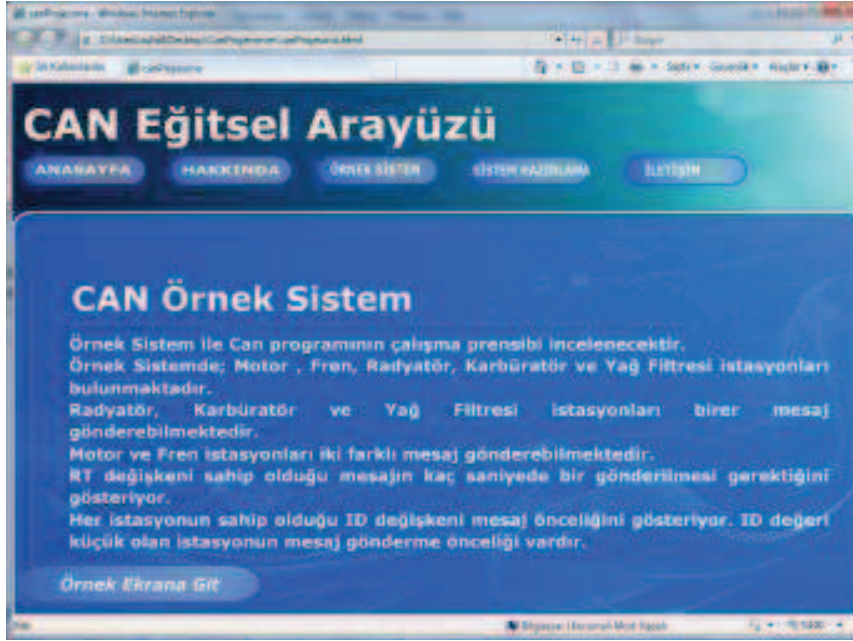 CAN Eğitsel Arayüzü
ANASAYFA HAKKINDA ÖRNEK SİSTEM SİSTEM HAZIRLAMA İLETİŞİM
CAN Örnek Sistem
Örnek Sistem ile Can programının çalışma prensibi incelenecektir.
Örnek Sistemde; Motor , Fren, Radyatör, Karbüratör ve Yağ Filtresi istasyonları
bulunmaktadır.
Radyatör, Karbüratör ve Yağ Filtresi istasyonları birer mesaj
gönderebilmektedir.
Motor ve Fren istasyonları iki farklı mesaj gönderebilmektedir.
RT değişkeni sahip olduğu mesajın kaç saniyede bir gönderilmesi gerektiğini
gösteriyor.
Her istasyonun sahip olduğu ID değişkeni mesaj önceliğini gösteriyor. ID değeri
küçük olan istasyonun mesaj gönderme önceliği vardır.
Örnek Ekrana Git